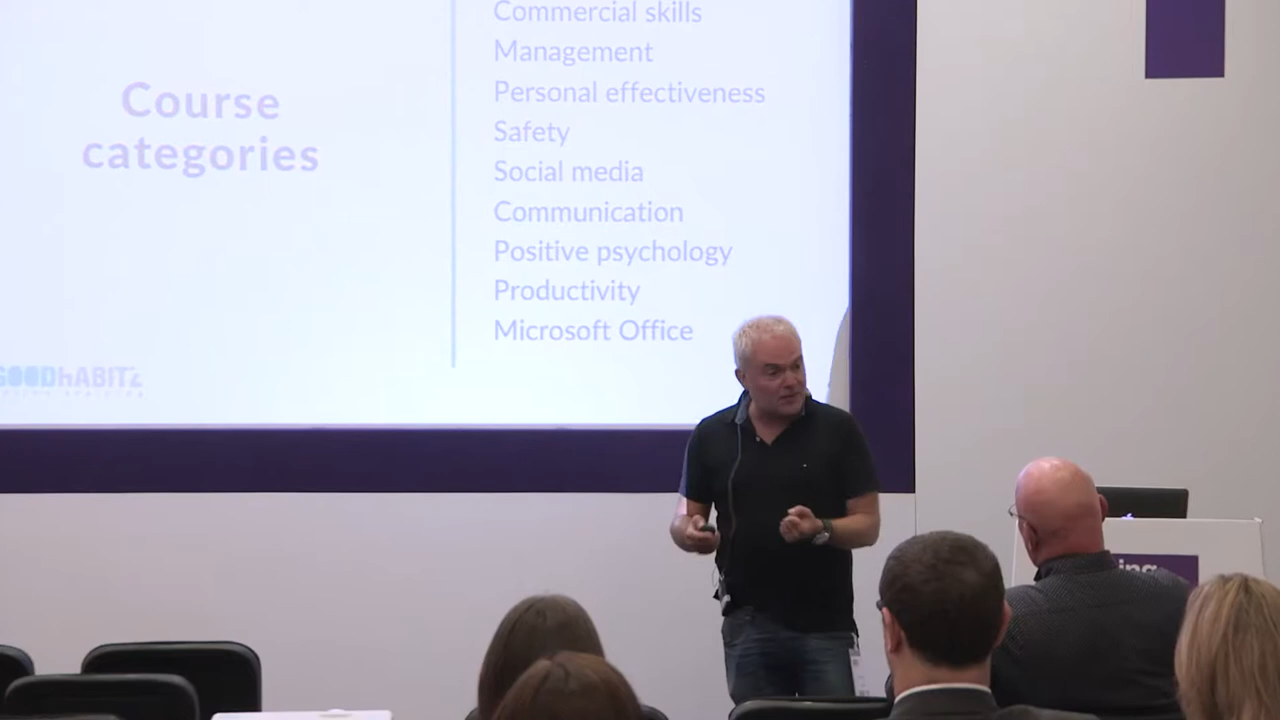 Course
categories
Commercial skills
Management
Personal effectiveness
Safety
Social media
Communication
Positive psychology
Productivity
Microsoft Office
GOODHABITZ